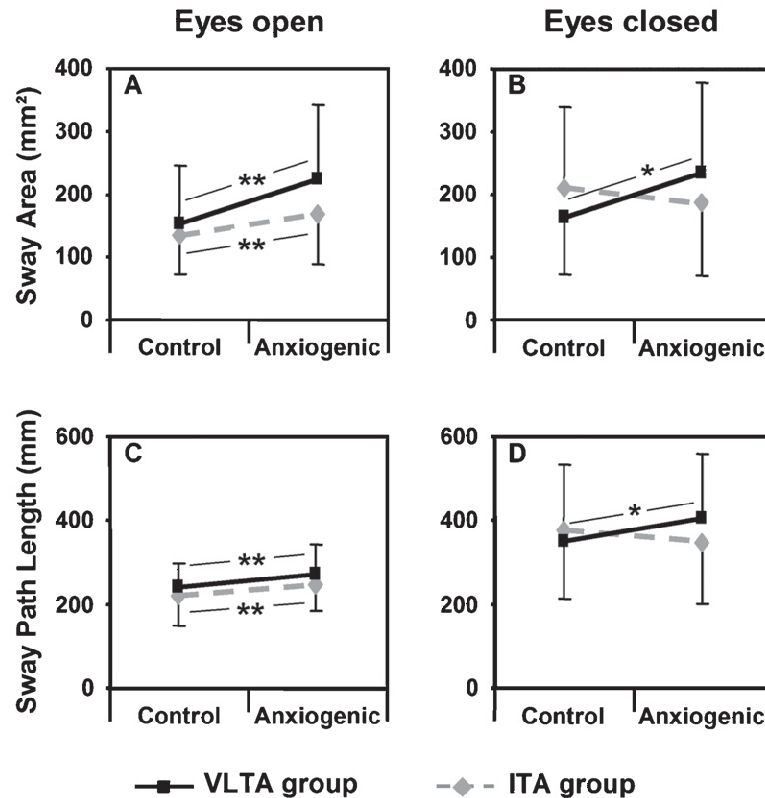 Eyes open
Eyes closed
Sway Area (mm²)
400
300
200
100
0
A
**
**
Control
Anxiogenic
400
300
200
100
0
B
*
Control
Anxiogenic
Sway Path Length (mm)
600
400
200
0
C
**
**
Control
Anxiogenic
600
400
200
0
D
*
Control
Anxiogenic
VLTA group
ITA group